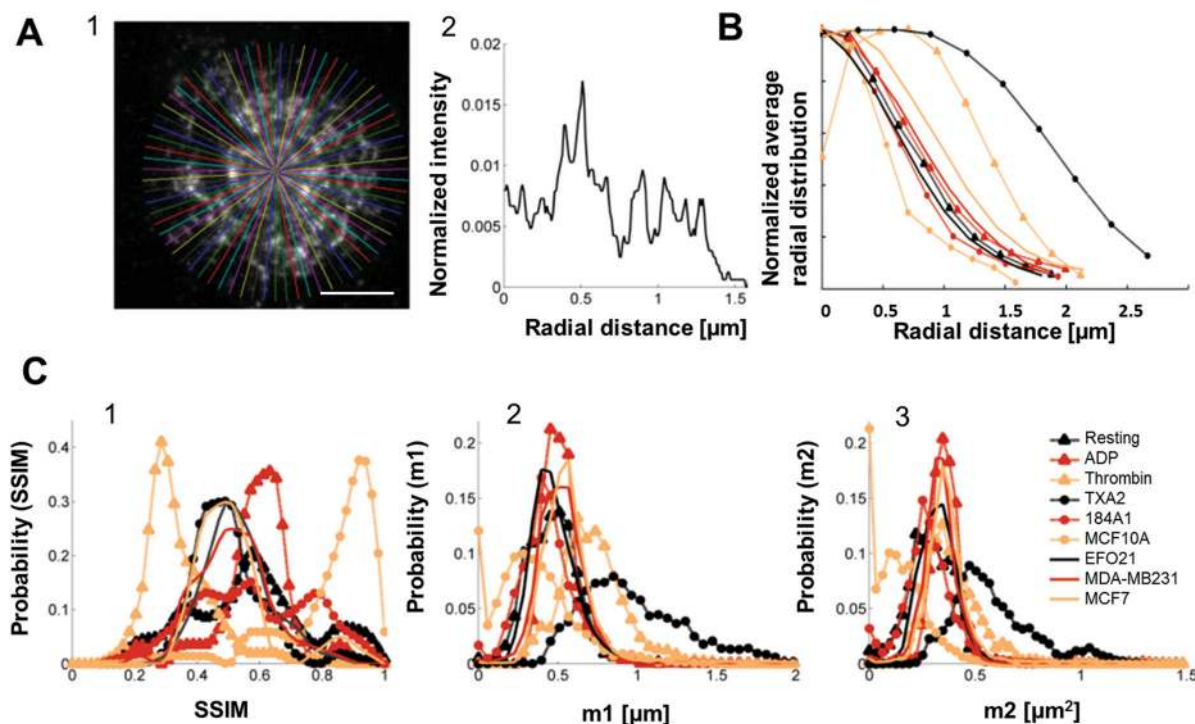 A
1
2
B
Normalized intensity
0.02
0.015
0.01
0.005
0
0
0.5
1
1.5
Radial distance [µm]
Normalized average
radial distribution
0
0.5
1
1.5
2
2.5
Radial distance [µm]
C
1
Probability (SSIM)
0.4
0.3
0.2
0.1
0
0
0.2
0.4
0.6
0.8
1
SSIM
2
Probability (m1)
0.2
0.15
0.1
0.05
0
0
0.5
1
1.5
2
m1 [µm]
3
Probability (m2)
0.2
0.15
0.1
0.05
0
0
0.5
1
1.5
m2 [µm²]
Resting
ADP
Thrombin
TXA2
184A1
MCF10A
EFO21
MDA-MB231
MCF7